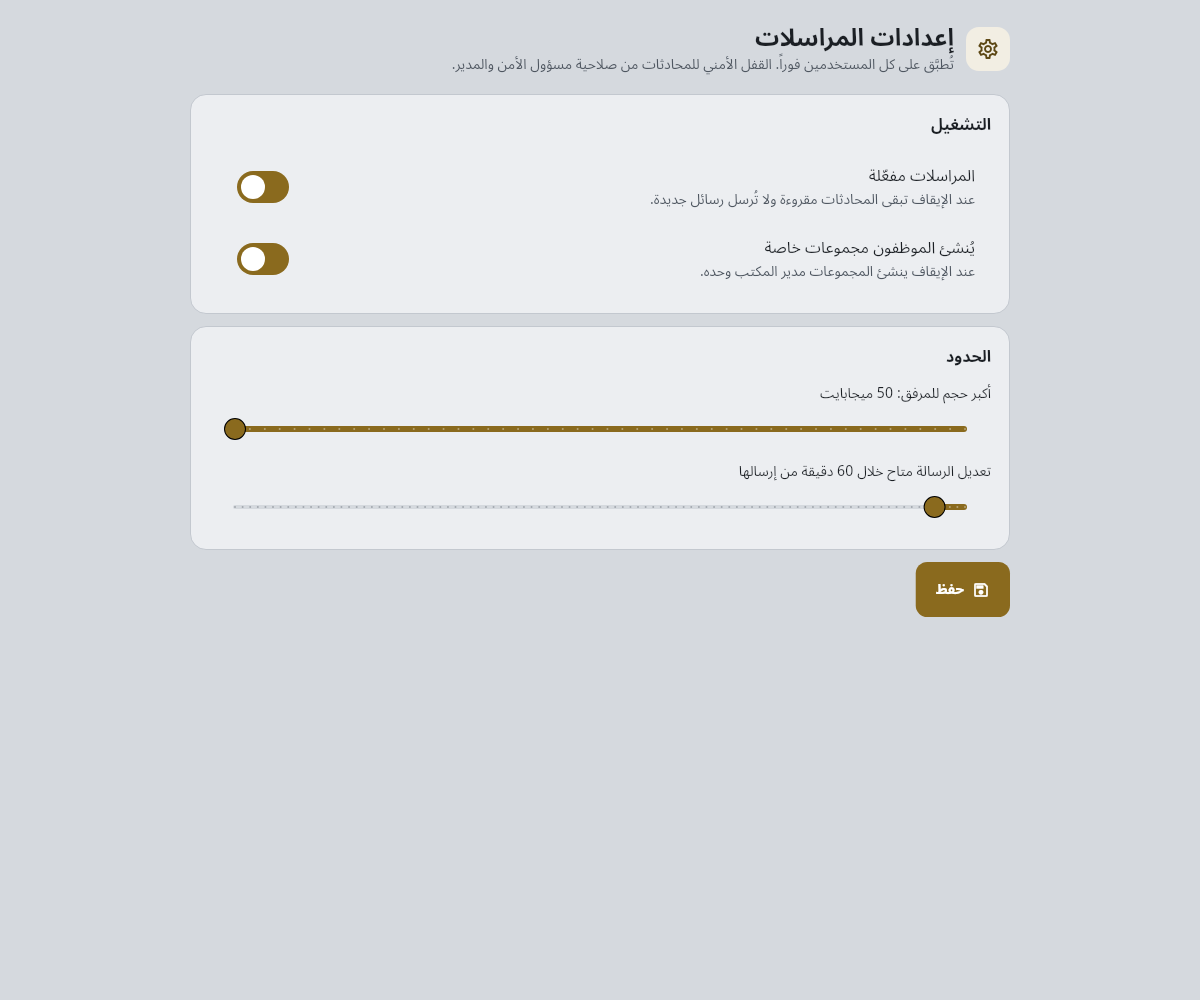 إعدادات المراسلات
تُطبَّق على كل المستخدمين فوراً. القفل الأمني للمحادثات من صلاحية مسؤول الأمن والمدير.
التشغيل
المراسلات مفعّلة
عند الإيقاف تبقى المحادثات مقروءة ولا تُرسل رسائل جديدة.
يُنشئ الموظفون مجموعات خاصة
عند الإيقاف ينشئ المجموعات مدير المكتب وحده.
الحدود
أكبر حجم للمرفق: 50 ميجابايت
تعديل الرسالة متاح خلال 60 دقيقة من إرسالها
حفظ